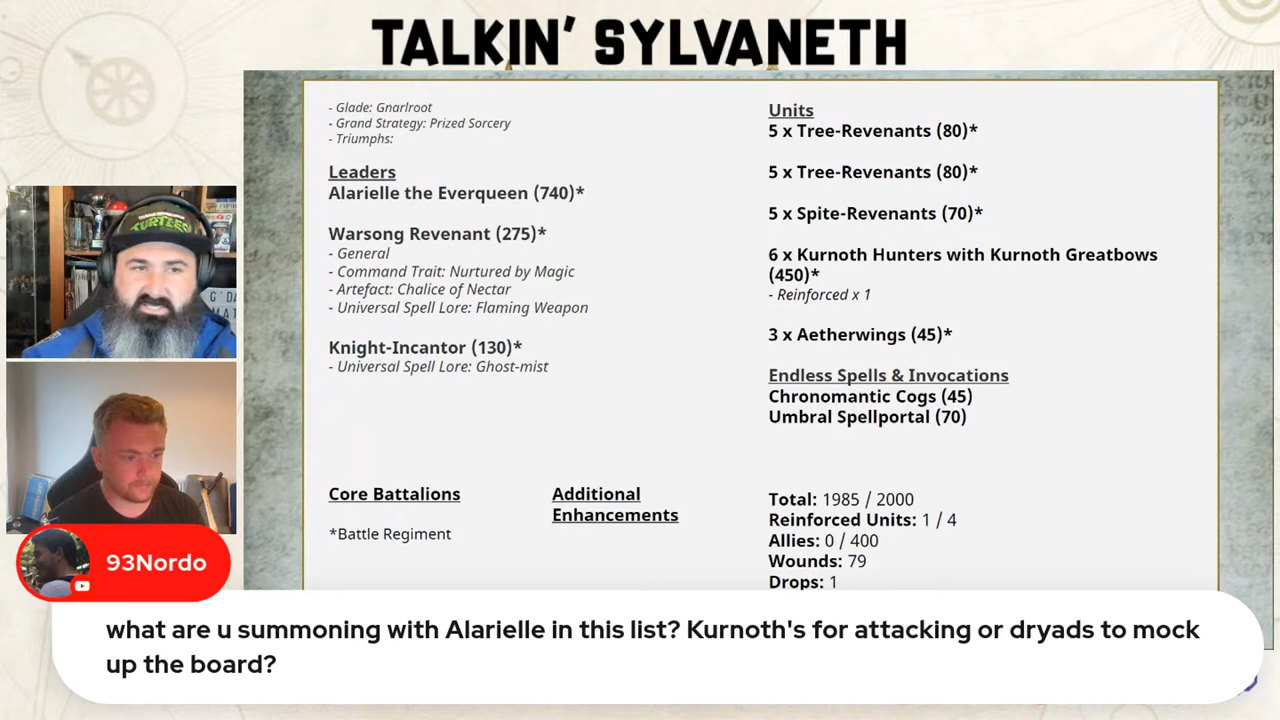 TALKIN' SYLVANETH
- Glade: Gnarlroot
- Grand Strategy: Prized Sorcery
- Triumphs:
Leaders
Alarielle the Everqueen (740)*
Warsong Revenant (275)*
- General
- Command Trait: Nurtured by Magic
- Artefact: Chalice of Nectar
- Universal Spell Lore: Flaming Weapon
Knight-Incantor (130)*
- Universal Spell Lore: Ghost-mist
Units
5 x Tree-Revenants (80)*
5 x Tree-Revenants (80)*
5 x Spite-Revenants (70)*
6 x Kurnoth Hunters with Kurnoth Greatbows
(450)*
- Reinforced x 1
3 x Aetherwings (45)*
Endless Spells & Invocations
Chronomantic Cogs (45)
Umbral Spellportal (70)
Core Battalions
*Battle Regiment
Additional
Enhancements
Total: 1985 / 2000
Reinforced Units: 1 / 4
Allies: 0 / 400
Wounds: 79
Drops: 1
TURTLES
G'DA
MAT
93Nordo
what are u summoning with Alarielle in this list? Kurnoth's for attacking or dryads to mock
up the board?